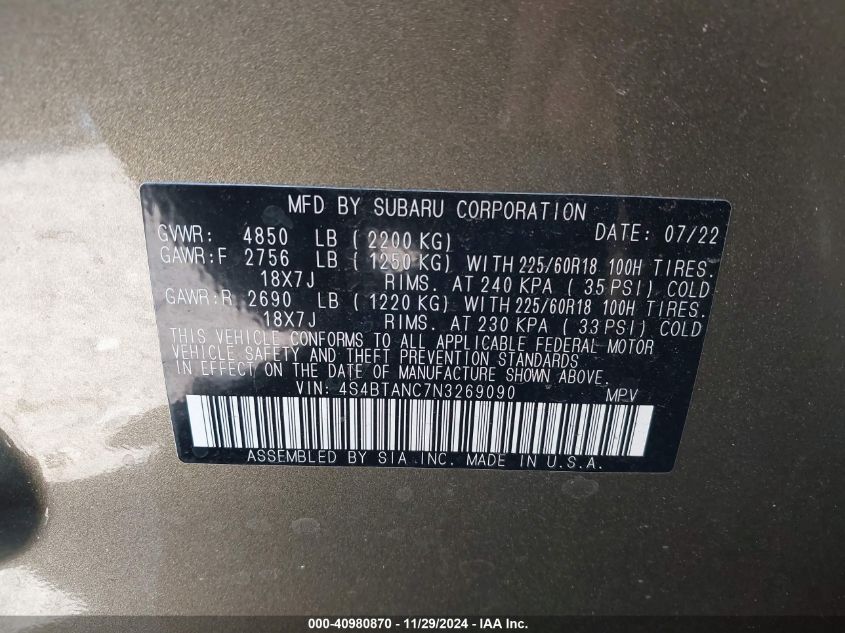 MFD BY SUBARU CORPORATION DATE: 07/22
GVWR: 4850 LB ( 2200 KG)
GAWR:F 2756 LB ( 1250 KG) WITH 225/60R18 100H TIRES.
18X7J RIMS. AT 240 KPA ( 35 PSI) COLD
GAWR:R 2690 LB ( 1220 KG) WITH 225/60R18 100H TIRES.
18X7J RIMS. AT 230 KPA ( 33 PSI) COLD
THIS VEHICLE CONFORMS TO ALL APPLICABLE FEDERAL MOTOR
VEHICLE SAFETY AND THEFT PREVENTION STANDARDS
IN EFFECT ON THE DATE OF MANUFACTURE SHOWN ABOVE.
VIN: 4S4BTANC7N3269090 MPV
ASSEMBLED BY SIA INC. MADE IN U.S.A.
000-40980870 - 11/29/2024 - IAA Inc.